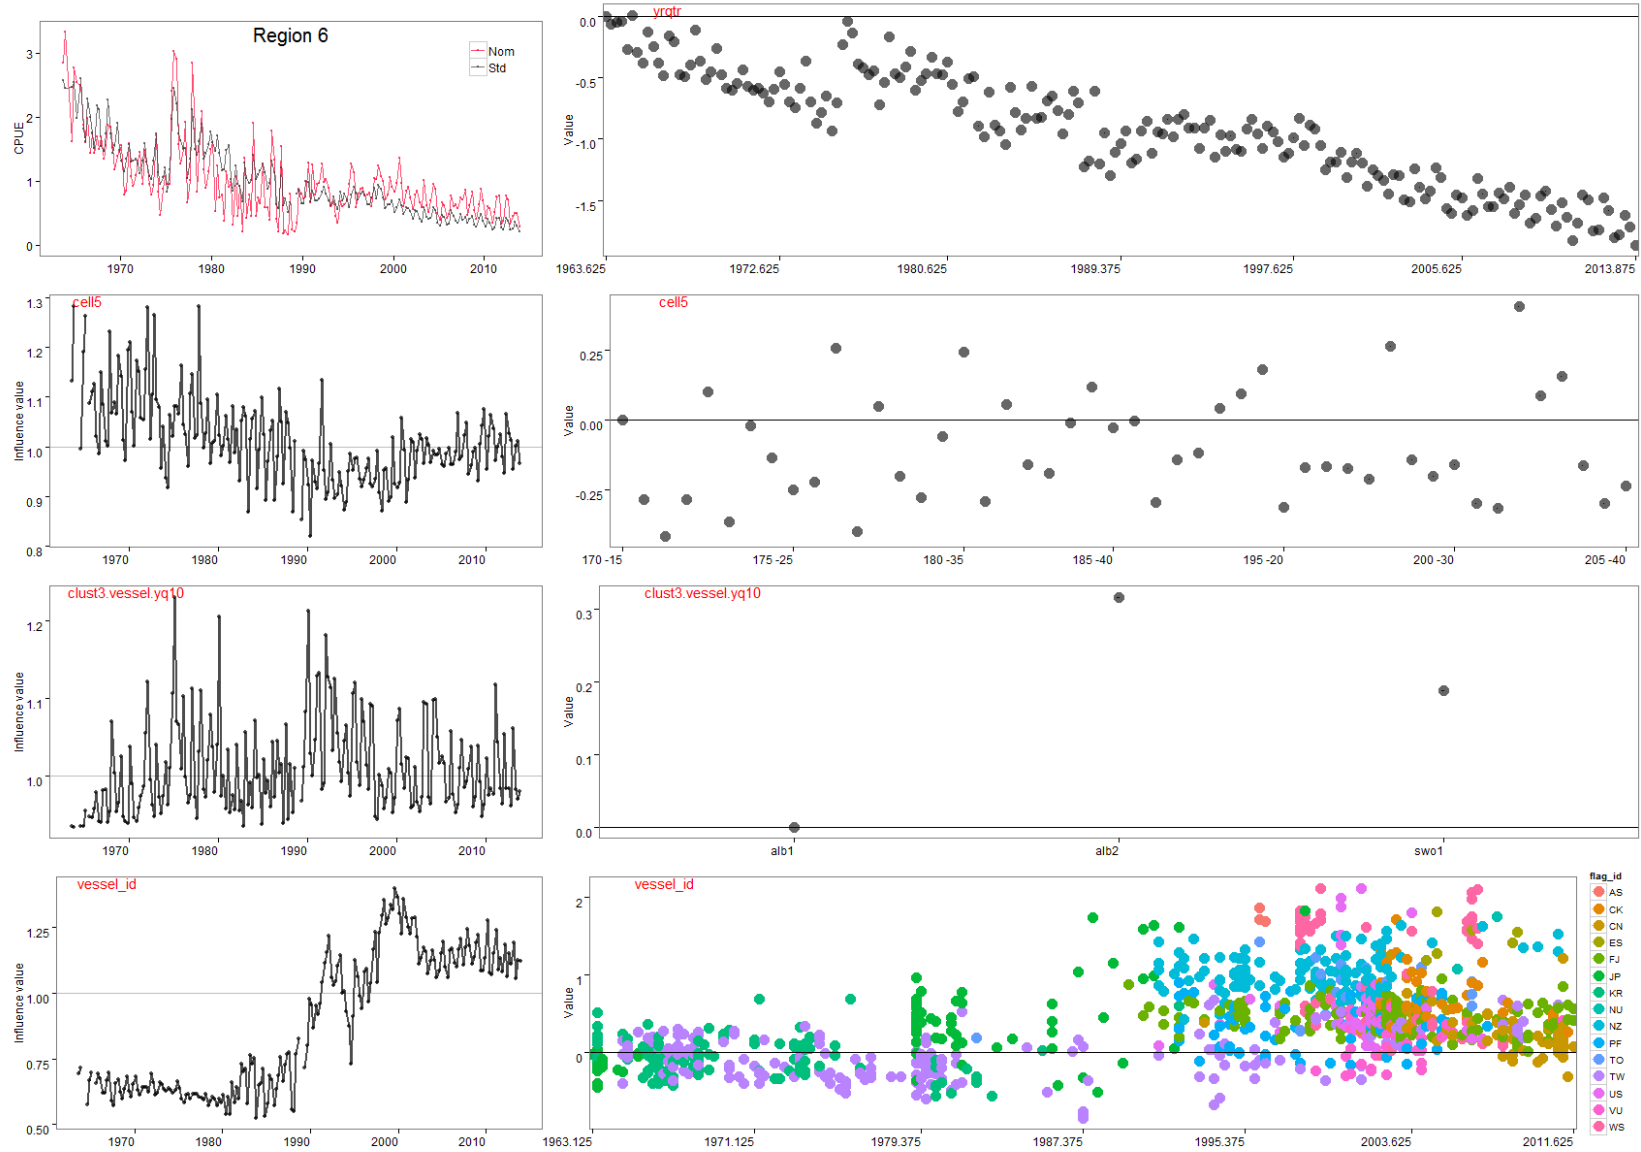 Region 6
Nom
Std
CPUE
3
2
1
0
1970 1980 1990 2000 2010
yrqtr
Value
0.0
-0.5
-1.0
-1.5
1963.625 1972.625 1980.625 1989.375 1997.625 2005.625 2013.875
cell5
Influence value
1.3
1.2
1.1
1.0
0.9
0.8
1970 1980 1990 2000 2010
cell5
Value
0.25
0.00
-0.25
170 -15 175 -25 180 -35 185 -40 195 -20 200 -30 205 -40
clust3.vessel.yq10
Influence value
1.2
1.1
1.0
1970 1980 1990 2000 2010
clust3.vessel.yq10
Value
0.3
0.2
0.1
0.0
alb1 alb2 swo1
vessel_id
Influence value
1.25
1.00
0.75
0.50
1970 1980 1990 2000 2010
vessel_id
Value
2
1
0
1963.125 1971.125 1979.375 1987.375 1995.375 2003.625 2011.625
flag_id
AS
CK
CN
ES
FJ
JP
KR
NU
NZ
PF
TO
TW
US
VU
WS